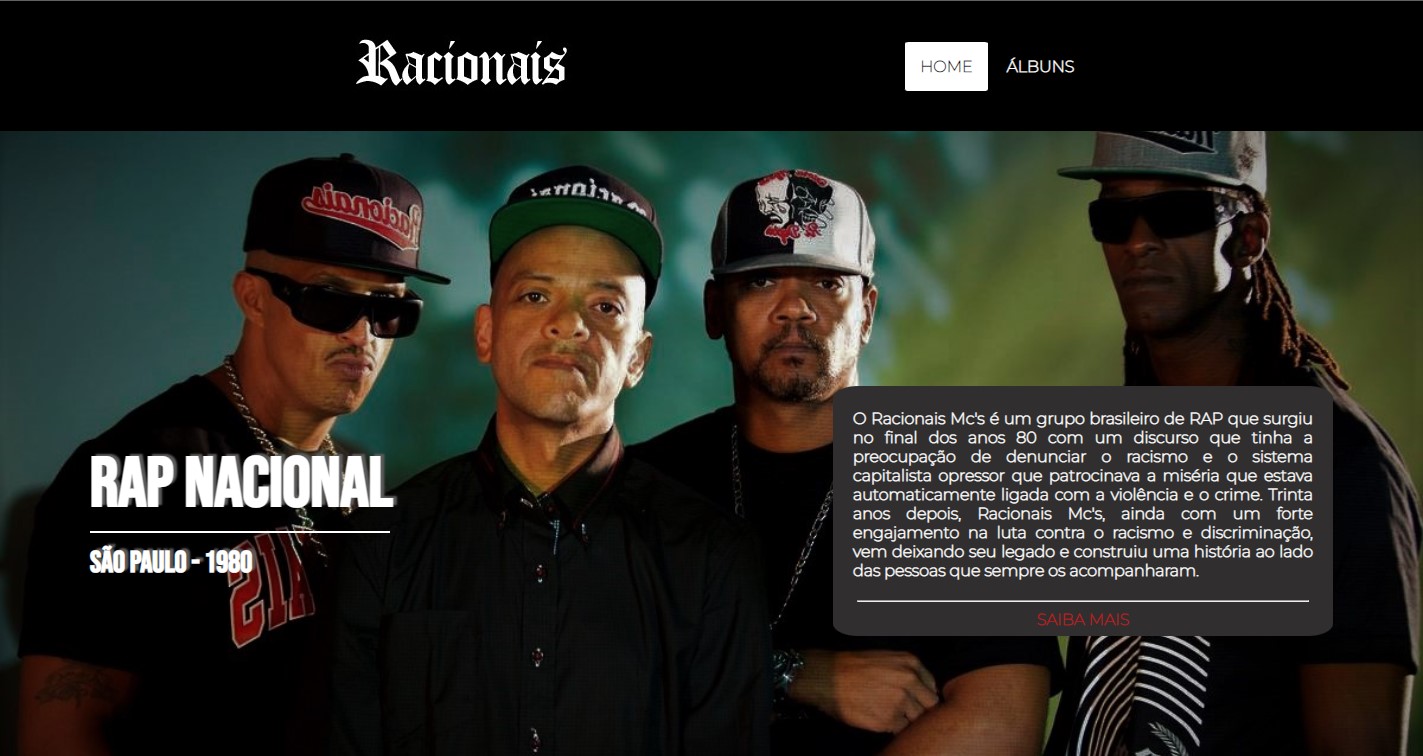 Racionais
HOME
ÁLBUNS
Racionais
Racionais
RAP NACIONAL
SÃO PAULO - 1980
O Racionais Mc's é um grupo brasileiro de RAP que surgiu
no final dos anos 80 com um discurso que tinha a
preocupação de denunciar o racismo e o sistema
capitalista opressor que patrocinava a miséria que estava
automaticamente ligada com a violência e o crime. Trinta
anos depois, Racionais Mc's, ainda com um forte
engajamento na luta contra o racismo e discriminação,
vem deixando seu legado e construiu uma história ao lado
das pessoas que sempre os acompanharam.
SAIBA MAIS